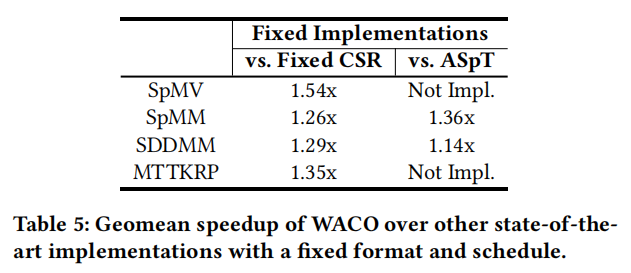 Fixed Implementations
vs. Fixed CSR vs. ASpT
SpMV 1.54x Not Impl.
SpMM 1.26x 1.36x
SDDMM 1.29x 1.14x
MTTKRP 1.35x Not Impl.
Table 5: Geomean speedup of WACO over other state-of-the-
art implementations with a fixed format and schedule.